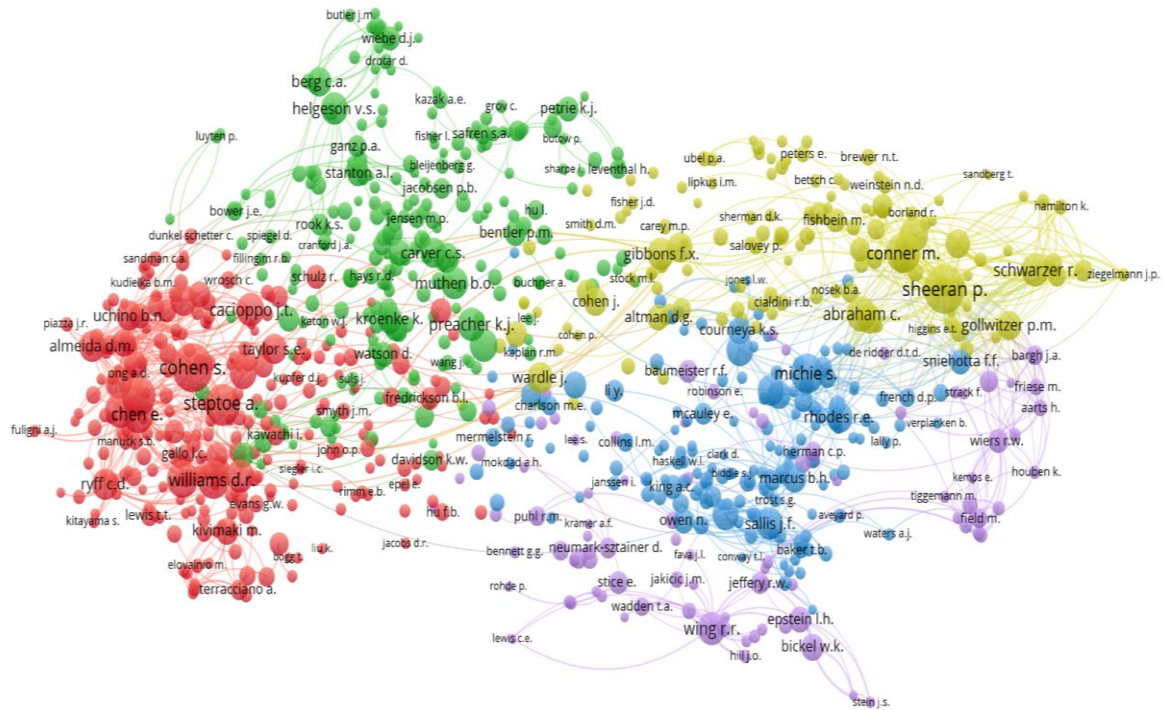 butler j.m.
wiebe d.j.
drotar d.
berg c.a.
helgeson v.s.
kazak a.e.
grov c.
petrie k.j.
luyten p.
fisher l.
safren s.a.
butow p.
ganz p.a.
stanton a.l.
bleijenberg g.
sharpe l.
leventhal h.
jacobsen p.b.
ubel p.a.
peters e.
brewer n.t.
lipkus i.m.
betsch c.
weinstein n.d.
sandberg t.
bower j.e.
rook k.s.
jensen m.p.
hu l.
bentler p.m.
fisher j.d.
smith d.m.
carey m.p.
sherman d.k.
fishbein m.
borland r.
hamilton k.
dunkel schetter c.
spiegel d.
cranford j.a.
sandman c.a.
fillingim r.b.
carver c.s.
gibbons f.x.
salovey p.
conner m.
kudielka b.m.
wrosch c.
schulz r.
hays r.d.
muthen b.o.
buchner a.
stock m.l.
jones l.w.
nosek b.a.
sheeran p.
schwarzer r.
ziegelmann j.p.
piazza j.r.
uchino b.n.
cacioppo j.t.
katon w.j.
kroenke k.
preacher k.j.
lee j.
cohen j.
altman d.g.
cialdini r.b.
abraham c.
higgins e.t.
gollwitzer p.m.
almeida d.m.
taylor s.e.
watson d.
wang j.
cohen p.
kaplan r.m.
courneya k.s.
de ridder d.t.d.
sniehotta f.f.
bargh j.a.
ong a.d.
cohen s.
kupfer d.j.
suls j.
wardle j.
baumeister r.f.
michie s.
strack f.
friese m.
chen e.
steptoe a.
smyth j.m.
fredrickson b.l.
charlson m.e.
li y.
robinson e.
french d.p.
aarts h.
fuligni a.j.
manuck s.b.
kawachi i.
mermelstein r.
lee s.
collins l.m.
mcauley e.
rhodes r.e.
verplanken b.
gallo l.c.
john o.p.
davidson k.w.
mokdad a.h.
clark d.
haskell w.l.
herman c.p.
lally p.
wiers r.w.
ryff c.d.
williams d.r.
siegler i.c.
epel e.
janssen i.
king a.c.
biddle s.j.
marcus b.h.
kemps e.
houben k.
kitayama s.
lewis t.t.
evans g.w.
rimm e.b.
hu f.b.
puhl r.m.
kramer a.f.
owen n.
trost s.g.
sallis j.f.
aveyard p.
tiggemann m.
field m.
kivimaki m.
jacobs d.r.
waters a.j.
elovainio m.
bogg t.
liu k.
bennett g.g.
neumark-sztainer d.
fava j.l.
conway t.l.
baker t.b.
terracciano a.
rohde p.
stice e.
jakicic j.m.
jeffery r.w.
wadden t.a.
lewis c.e.
wing r.r.
epstein l.h.
hill j.o.
bickel w.k.
stein j.s.